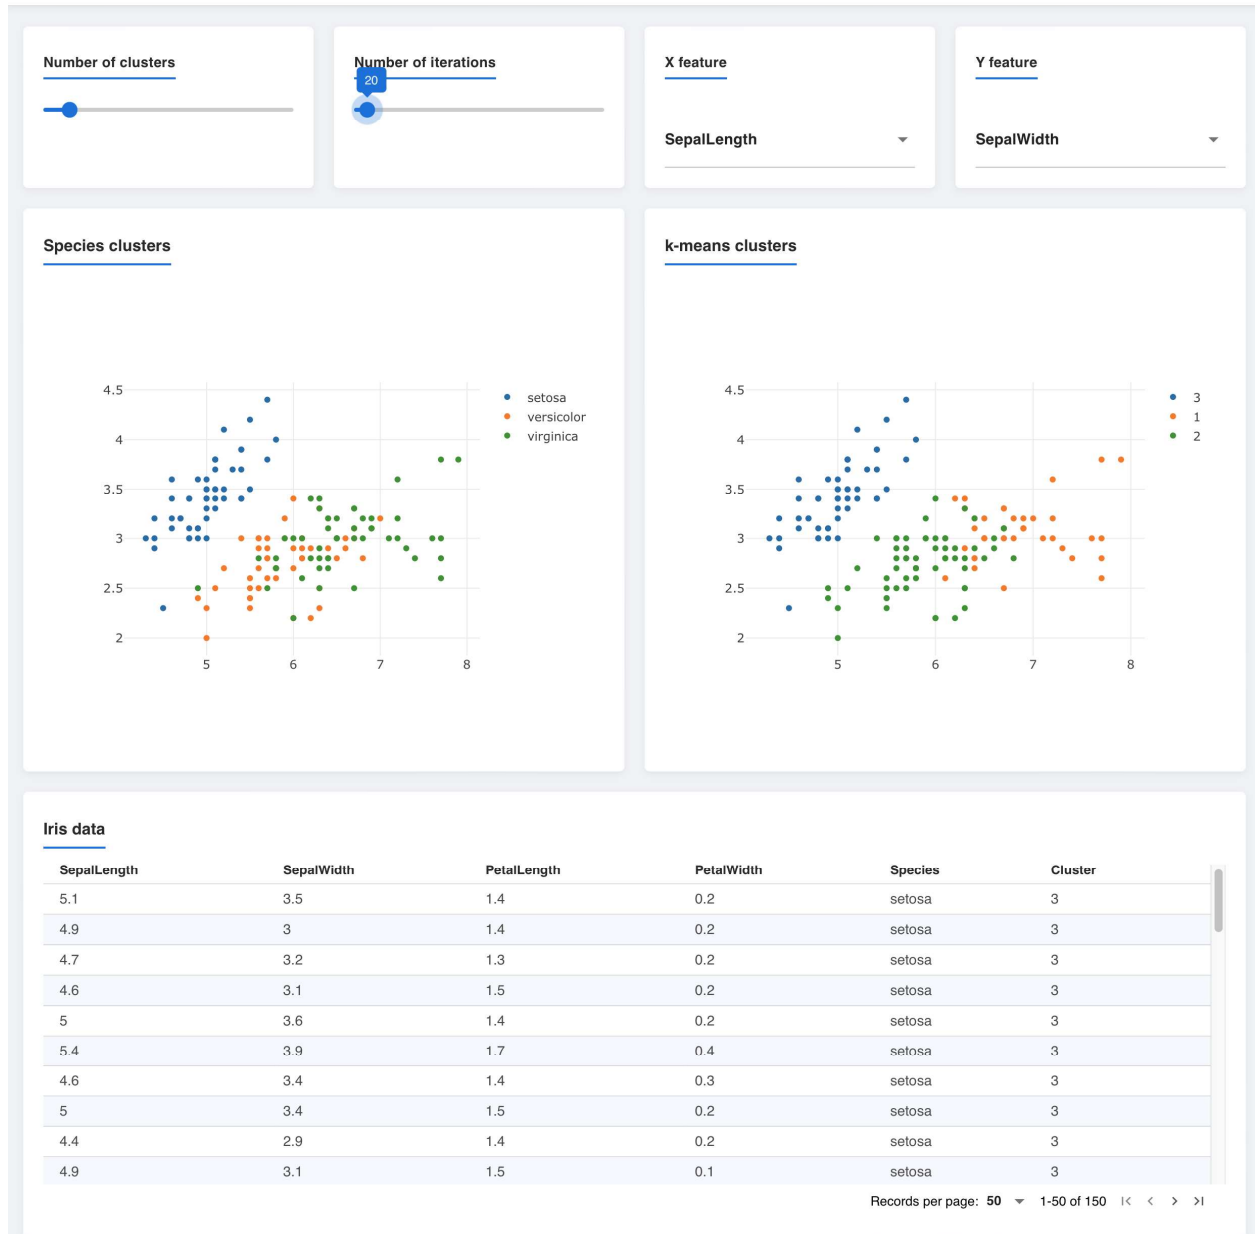 Number of clusters
Number of iterations
20
X feature
SepalLength
Y feature
SepalWidth
Species clusters
4.5
4
3.5
3
2.5
2
5 6 7 8
setosa
versicolor
virginica
k-means clusters
4.5
4
3.5
3
2.5
2
5 6 7 8
3
1
2
Iris data
SepalLength SepalWidth PetalLength PetalWidth Species Cluster
5.1 3.5 1.4 0.2 setosa 3
4.9 3 1.4 0.2 setosa 3
4.7 3.2 1.3 0.2 setosa 3
4.6 3.1 1.5 0.2 setosa 3
5 3.6 1.4 0.2 setosa 3
5.4 3.9 1.7 0.4 setosa 3
4.6 3.4 1.4 0.3 setosa 3
5 3.4 1.5 0.2 setosa 3
4.4 2.9 1.4 0.2 setosa 3
4.9 3.1 1.5 0.1 setosa 3
Records per page: 50 1-50 of 150